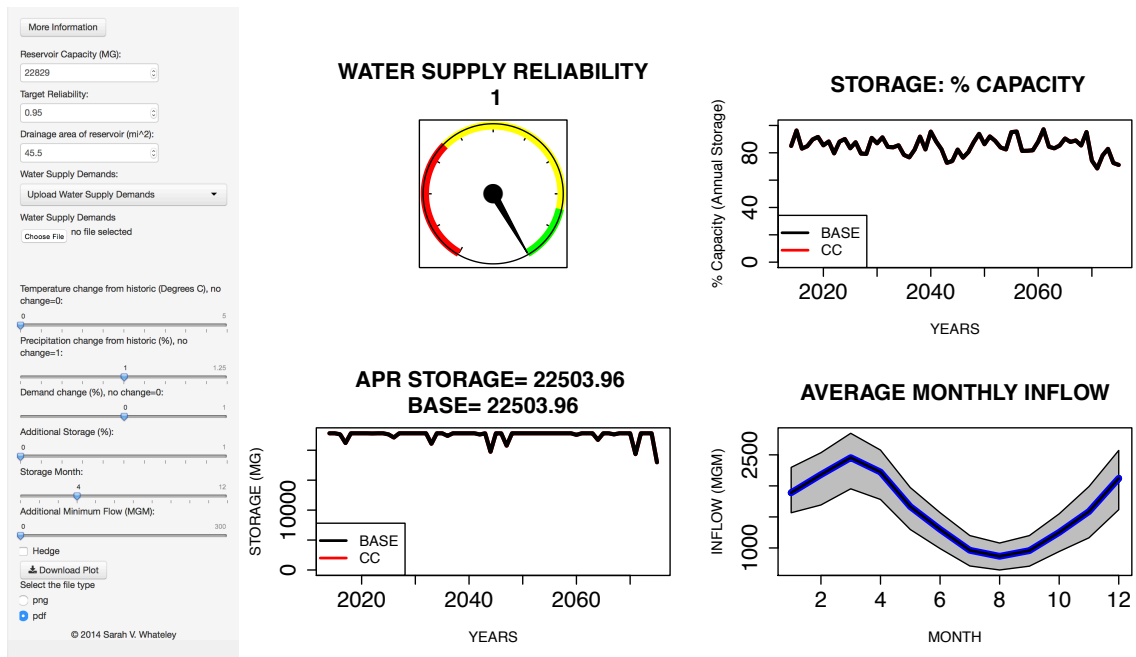 More Information
Reservoir Capacity (MG):
22829
Target Reliability:
0.95
Drainage area of reservoir (mi^2):
45.5
Water Supply Demands:
Upload Water Supply Demands
Water Supply Demands
Choose File no file selected
Temperature change from historic (Degrees C), no
change=0:
0 5
Precipitation change from historic (%), no
change=1:
1 1.25
Demand change (%), no change=0:
0 1
Additional Storage (%):
0 1
Storage Month:
4 12
Additional Minimum Flow (MGM):
0 300
Hedge
Download Plot
Select the file type
png
pdf
© 2014 Sarah V. Whateley
WATER SUPPLY RELIABILITY
1
STORAGE: % CAPACITY
% Capacity (Annual Storage)
80
40
0
BASE
CC
2020 2040 2060
YEARS
APR STORAGE= 22503.96
BASE= 22503.96
STORAGE (MG)
10000
0
BASE
CC
2020 2040 2060
YEARS
AVERAGE MONTHLY INFLOW
INFLOW (MGM)
2500
1000
2 4 6 8 10 12
MONTH